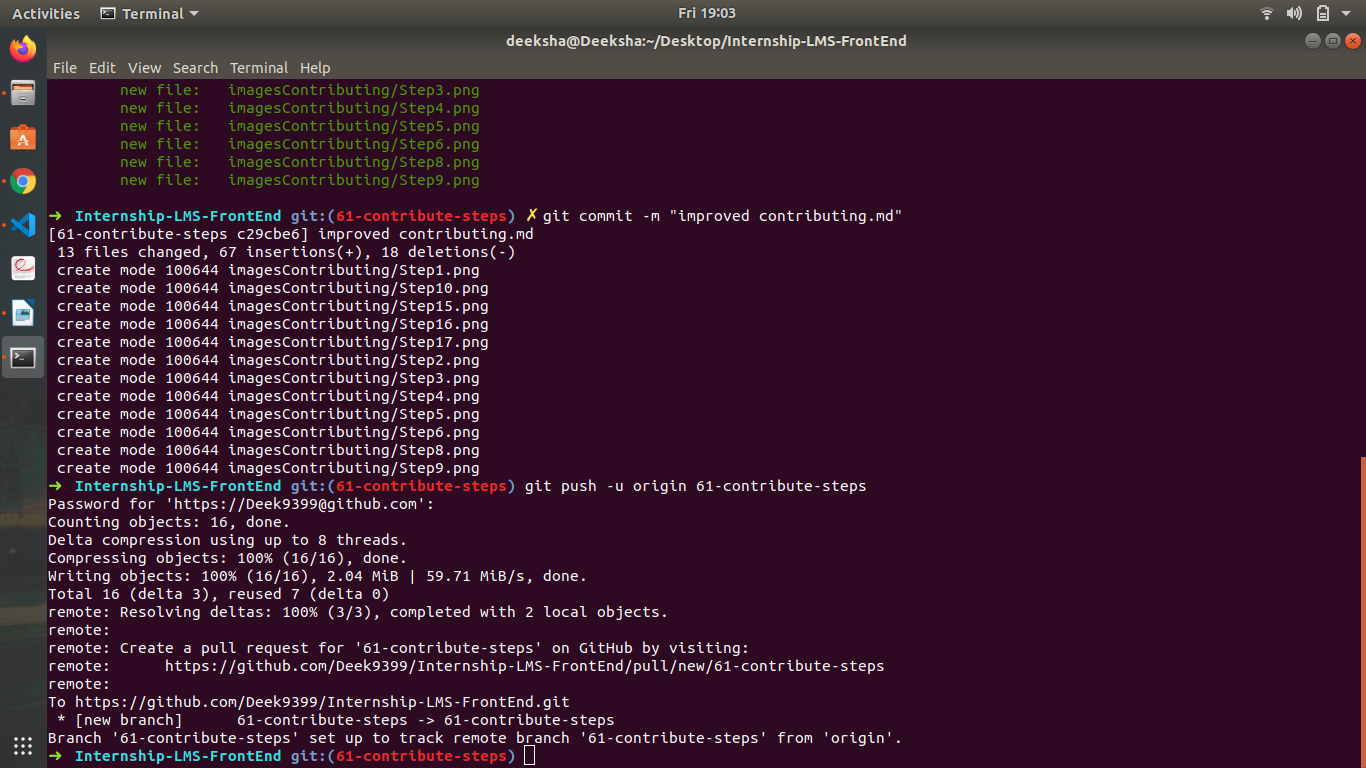 Activities Terminal Fri 19:03
deeksha@Deeksha:~/Desktop/Internship-LMS-FrontEnd
File Edit View Search Terminal Help
new file: imagesContributing/Step3.png
new file: imagesContributing/Step4.png
new file: imagesContributing/Step5.png
new file: imagesContributing/Step6.png
new file: imagesContributing/Step8.png
new file: imagesContributing/Step9.png
➜ Internship-LMS-FrontEnd git:(61-contribute-steps) ✗ git commit -m "improved contributing.md"
[61-contribute-steps c29cbe6] improved contributing.md
13 files changed, 67 insertions(+), 18 deletions(-)
create mode 100644 imagesContributing/Step1.png
create mode 100644 imagesContributing/Step10.png
create mode 100644 imagesContributing/Step15.png
create mode 100644 imagesContributing/Step16.png
create mode 100644 imagesContributing/Step17.png
create mode 100644 imagesContributing/Step2.png
create mode 100644 imagesContributing/Step3.png
create mode 100644 imagesContributing/Step4.png
create mode 100644 imagesContributing/Step5.png
create mode 100644 imagesContributing/Step6.png
create mode 100644 imagesContributing/Step8.png
create mode 100644 imagesContributing/Step9.png
➜ Internship-LMS-FrontEnd git:(61-contribute-steps) git push -u origin 61-contribute-steps
Password for 'https://Deek9399@github.com':
Counting objects: 16, done.
Delta compression using up to 8 threads.
Compressing objects: 100% (16/16), done.
Writing objects: 100% (16/16), 2.04 MiB | 59.71 MiB/s, done.
Total 16 (delta 3), reused 7 (delta 0)
remote: Resolving deltas: 100% (3/3), completed with 2 local objects.
remote:
remote: Create a pull request for '61-contribute-steps' on GitHub by visiting:
remote: https://github.com/Deek9399/Internship-LMS-FrontEnd/pull/new/61-contribute-steps
remote:
To https://github.com/Deek9399/Internship-LMS-FrontEnd.git
* [new branch] 61-contribute-steps -> 61-contribute-steps
Branch '61-contribute-steps' set up to track remote branch '61-contribute-steps' from 'origin'.
➜ Internship-LMS-FrontEnd git:(61-contribute-steps)